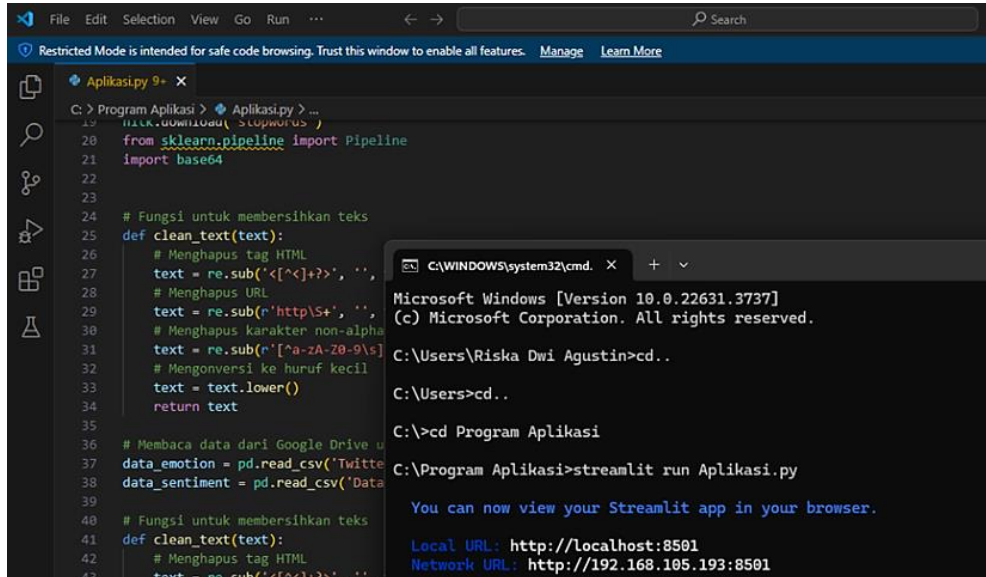 File Edit Selection View Go Run ··· ← → Search
Restricted Mode is intended for safe code browsing. Trust this window to enable all features. Manage Learn More
Aplikasi.py 9+ ×
C: > Program Aplikasi > Aplikasi.py > ...
19 nltk.download('stopwords')
20 from sklearn.pipeline import Pipeline
21 import base64
22
23
24 # Fungsi untuk membersihkan teks
25 def clean_text(text):
26 # Menghapus tag HTML
27 text = re.sub('<[^<]+?>', '',
28 # Menghapus URL
29 text = re.sub(r'http\S+', '',
30 # Menghapus karakter non-alpha
31 text = re.sub(r'[^a-zA-Z0-9\s]
32 # Mengonversi ke huruf kecil
33 text = text.lower()
34 return text
35
36 # Membaca data dari Google Drive u
37 data_emotion = pd.read_csv('Twitte
38 data_sentiment = pd.read_csv('Data
39
40 # Fungsi untuk membersihkan teks
41 def clean_text(text):
42 # Menghapus tag HTML
43 text = re.sub('<[^<]+?>', '',
C:\WINDOWS\system32\cmd. × +
Microsoft Windows [Version 10.0.22631.3737]
(c) Microsoft Corporation. All rights reserved.
C:\Users\Riska Dwi Agustin>cd..
C:\Users>cd..
C:\>cd Program Aplikasi
C:\Program Aplikasi>streamlit run Aplikasi.py
You can now view your Streamlit app in your browser.
Local URL: http://localhost:8501
Network URL: http://192.168.105.193:8501